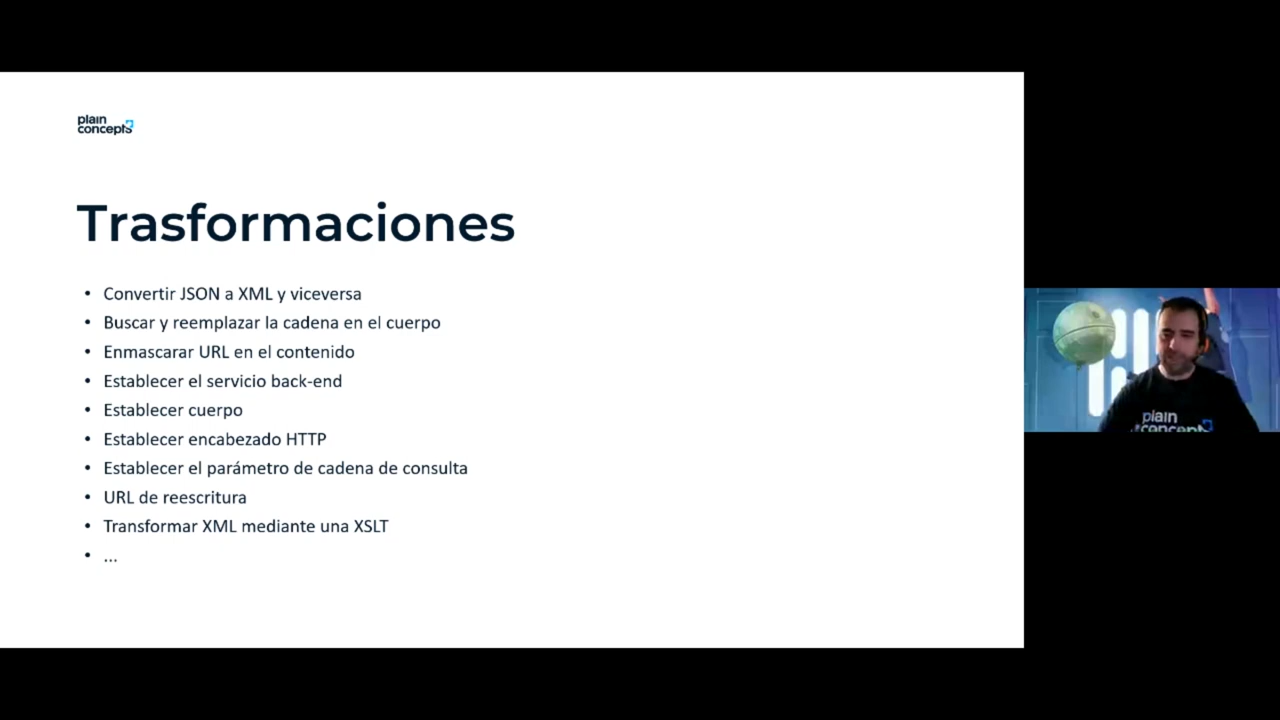 plain
concepts
Trasformaciones
• Convertir JSON a XML y viceversa
• Buscar y reemplazar la cadena en el cuerpo
• Enmascarar URL en el contenido
• Establecer el servicio back-end
• Establecer cuerpo
• Establecer encabezado HTTP
• Establecer el parámetro de cadena de consulta
• URL de reescritura
• Transformar XML mediante una XSLT
• ...
plain
concepts